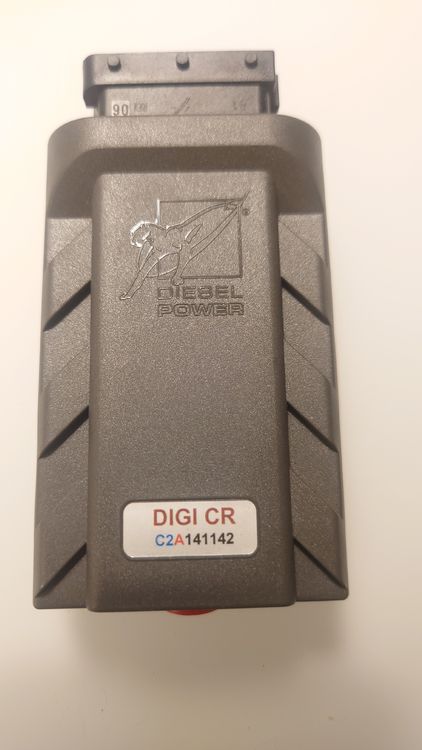 90
®
DIESEL
POWER
DIGI CR
C2A141142